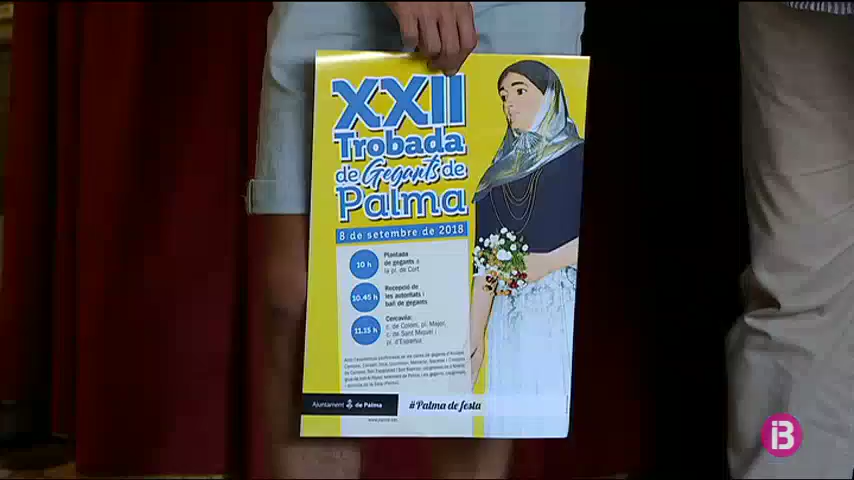 XXII
Trobada
de Gegants de
Palma
8 de setembre de 2018
10 h
Plantada
de gegants a
la pl. de Cort
10.45 h
Recepció de
les autoritats i
ball de gegants
11.15 h
Cercavila:
c. de Colom, pl. Major,
c. de Sant Miquel i
pl. d'Espanya
Ajuntament de Palma
#Palma de festa
IB